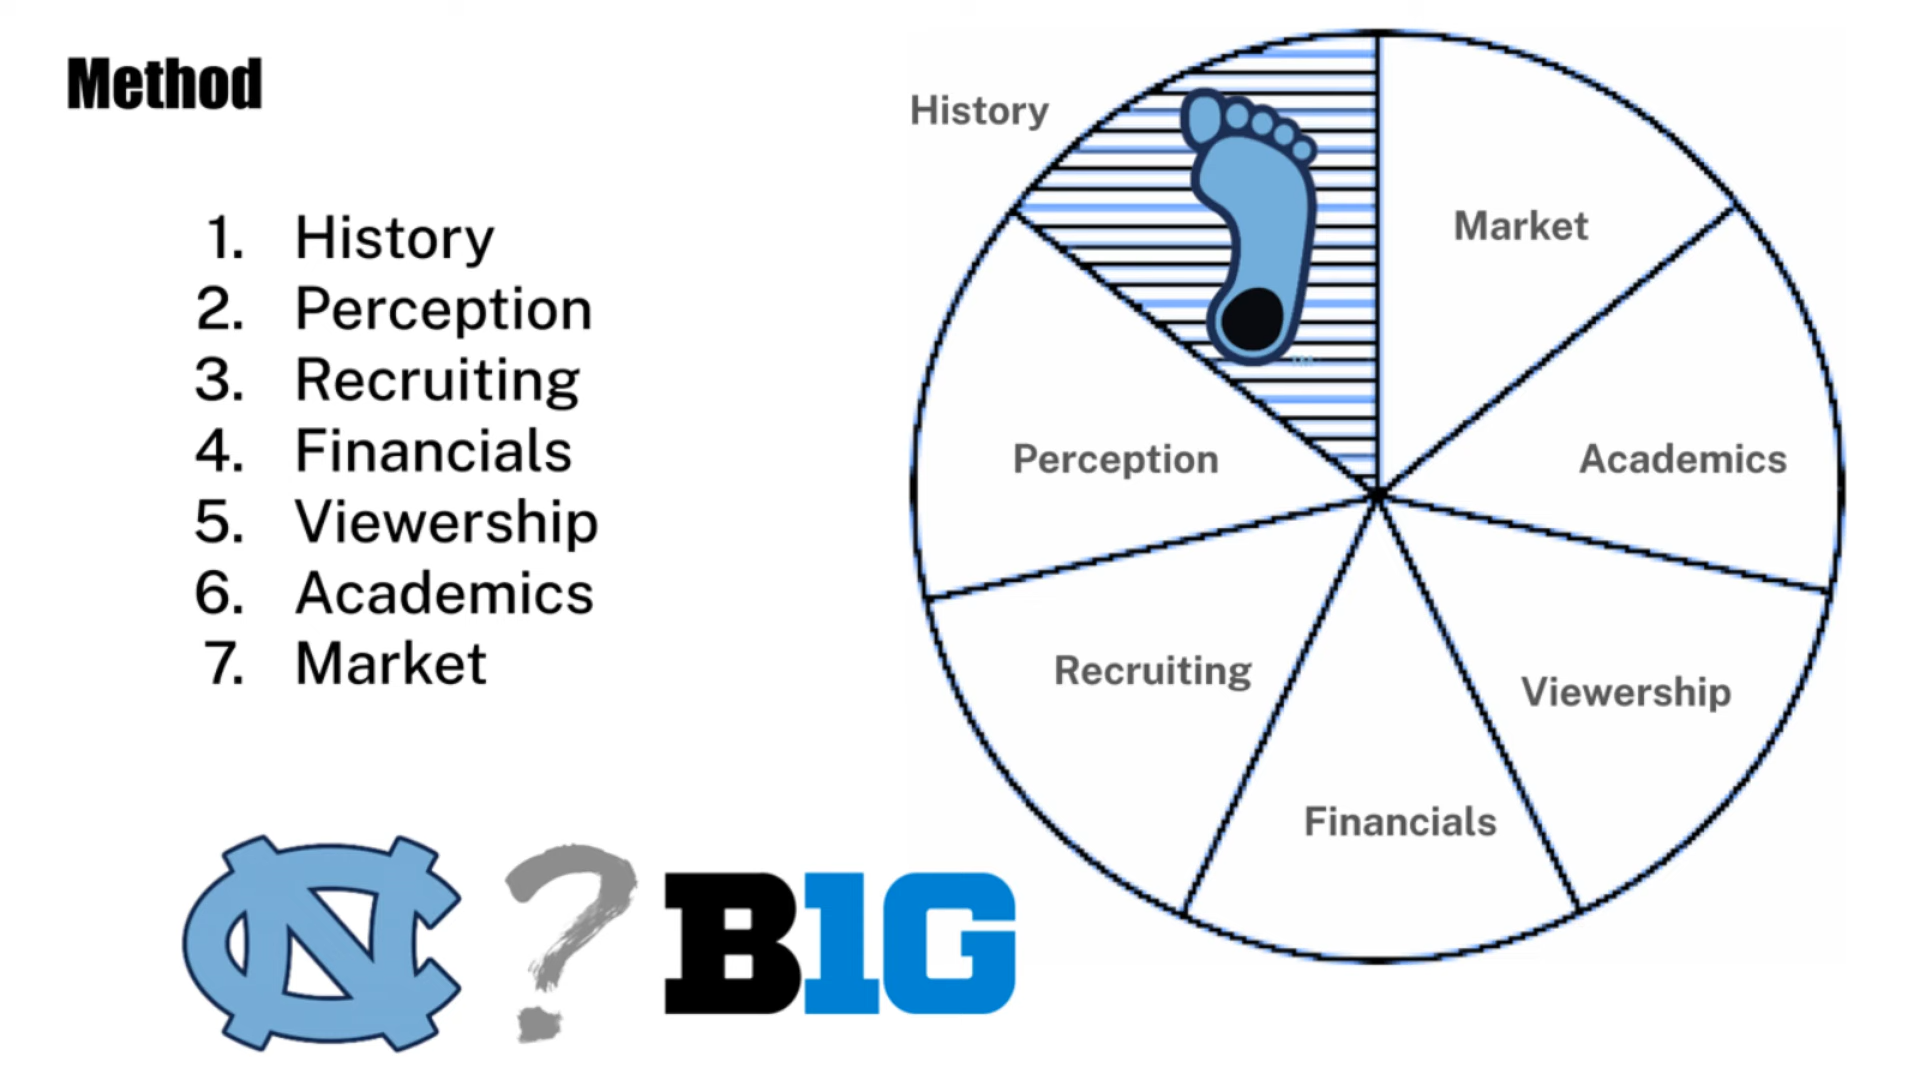 Method
1. History
2. Perception
3. Recruiting
4. Financials
5. Viewership
6. Academics
7. Market
History
Market
Perception
Academics
Recruiting
Viewership
Financials
TM
NC ? B1G